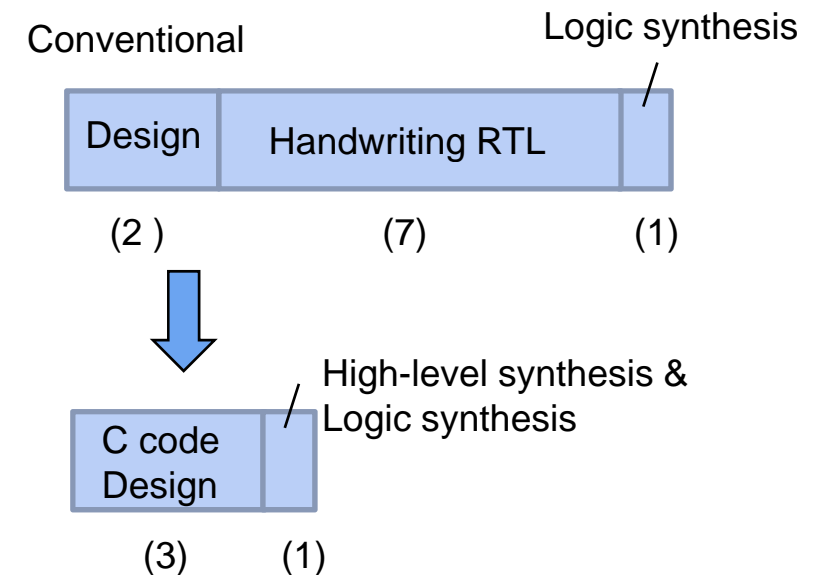 Conventional
Logic synthesis
Design
Handwriting RTL
(2 )
(7)
(1)
High-level synthesis &
Logic synthesis
C code
Design
(3)
(1)